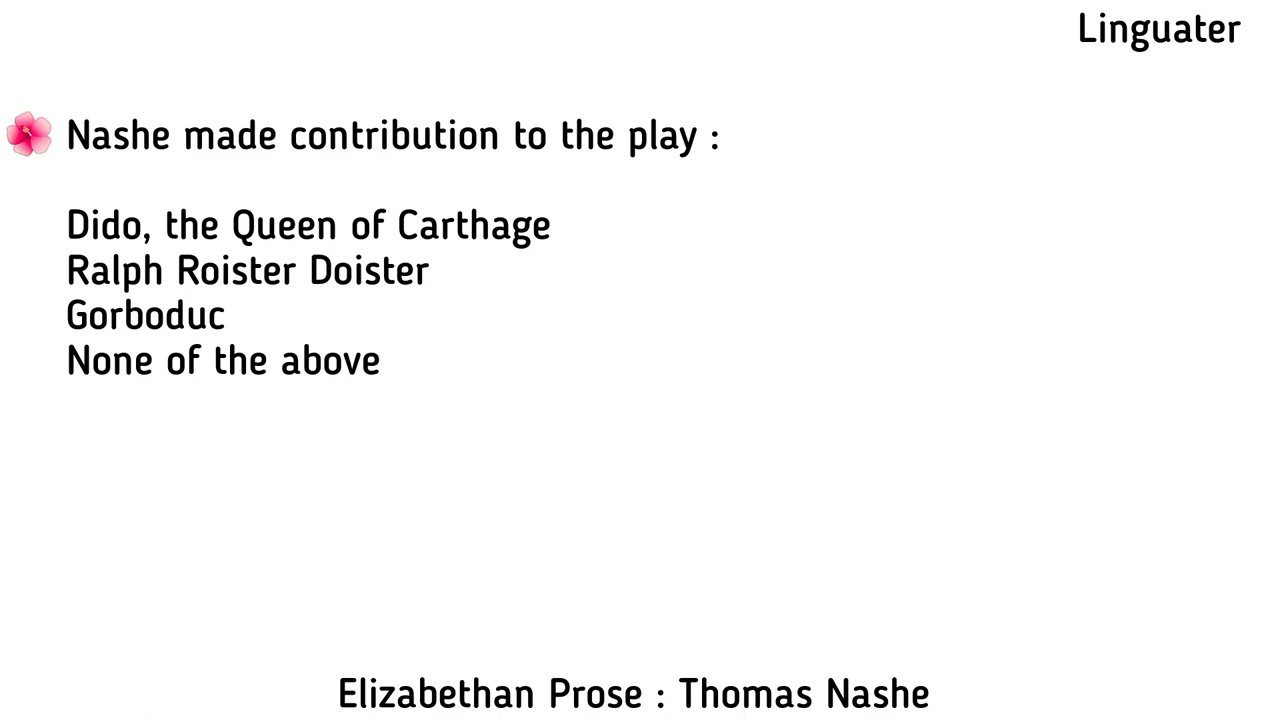 Linguater
Nashe made contribution to the play :
Dido, the Queen of Carthage
Ralph Roister Doister
Gorboduc
None of the above
Elizabethan Prose : Thomas Nashe